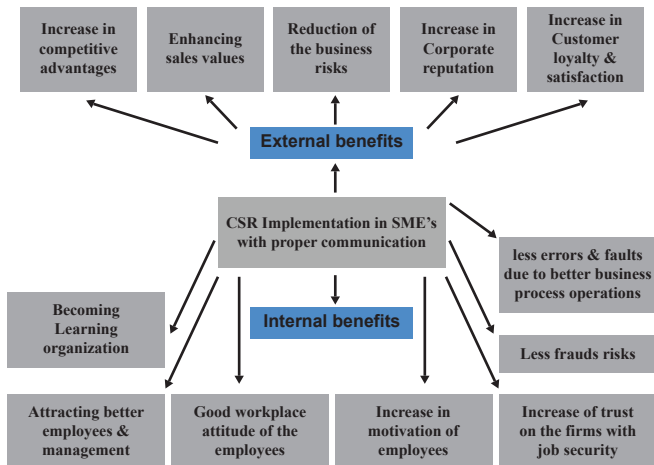 Increase in
competitive
advantages
Enhancing
sales values
Reduction of
the business
risks
Increase in
Corporate
reputation
Increase in
Customer
loyalty &
satisfaction
External benefits
CSR Implementation in SME's
with proper communication
less errors & faults
due to better business
process operations
Becoming
Learning
organization
Internal benefits
Less frauds risks
Attracting better
employees &
management
Good workplace
attitude of the
employees
Increase in
motivation of
employees
Increase of trust
on the firms with
job security